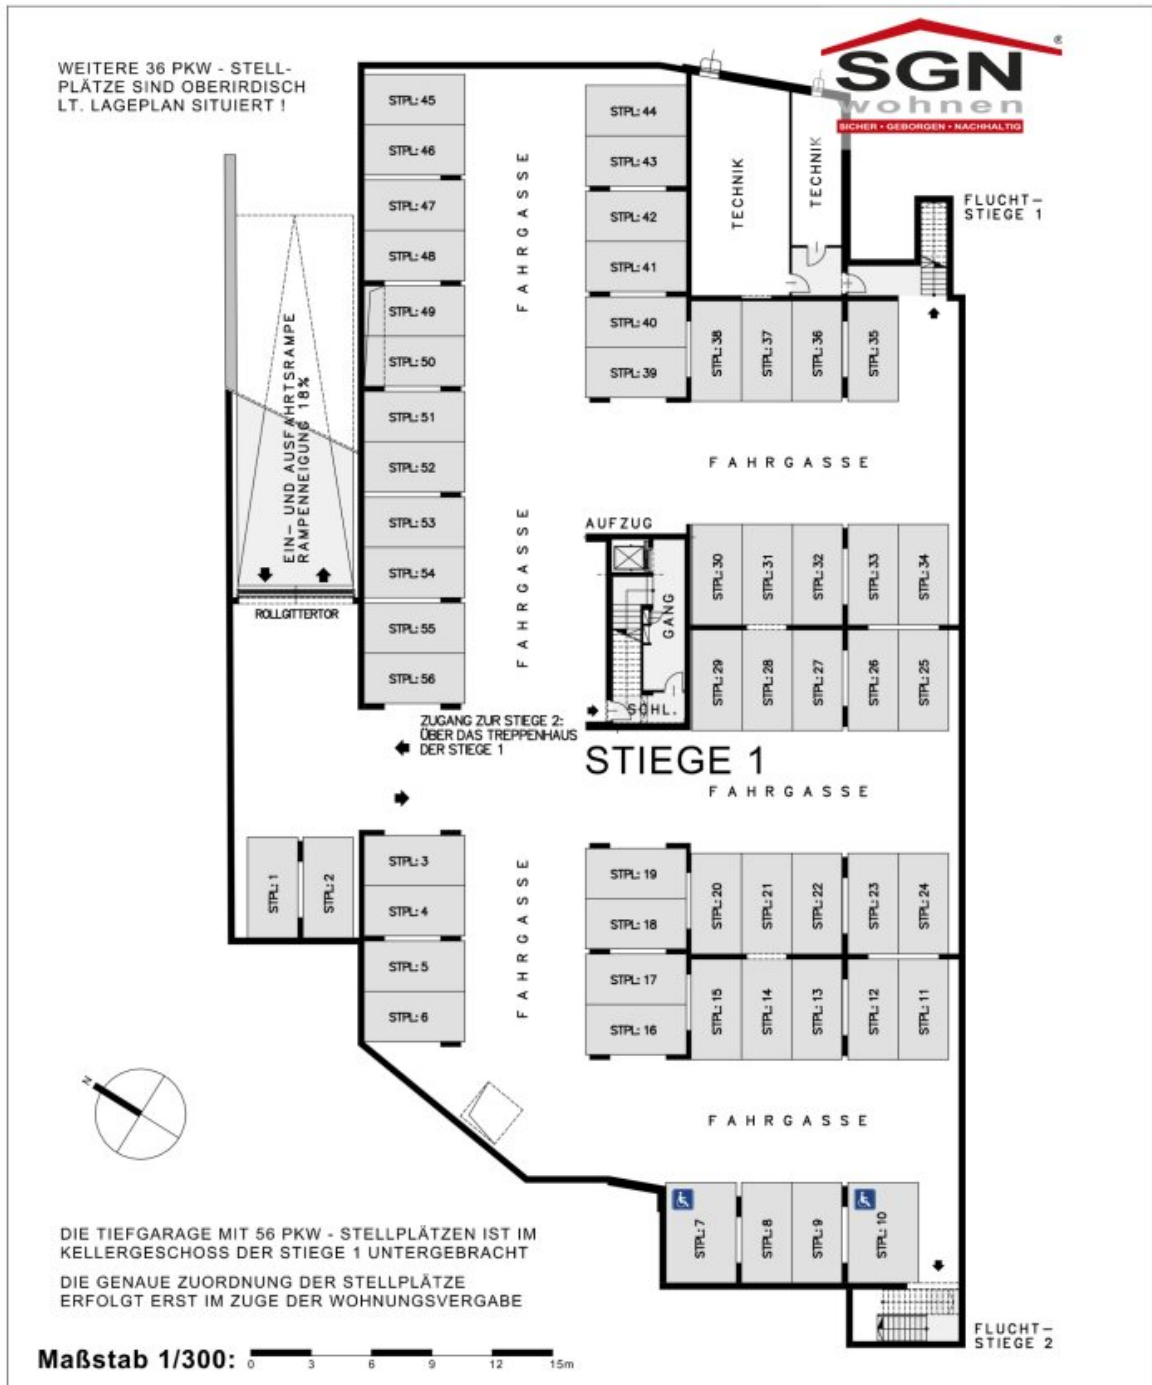 WEITERE 36 PKW - STELL-
PLÄTZE SIND OBERIRDISCH
LT. LAGEPLAN SITUIERT !
SGN
®
wohnen
SICHER • GEBORGEN • NACHHALTIG
STPL: 45
STPL: 46
STPL: 47
STPL: 48
STPL: 49
STPL: 50
STPL: 51
STPL: 52
STPL: 53
STPL: 54
STPL: 55
STPL: 56
FAHRGASSE
FAHRGASSE
STPL: 44
STPL: 43
STPL: 42
STPL: 41
STPL: 40
STPL: 39
TECHNIK
TECHNIK
FLUCHT-
STIEGE 1
STPL: 38
STPL: 37
STPL: 36
STPL: 35
FAHRGASSE
EIN- UND AUSFAHRTSRAMPE
RAMPENNEIGUNG 18%
ROLLGITTERTOR
AUFZUG
GANG
SCHL.
STPL: 30
STPL: 31
STPL: 32
STPL: 33
STPL: 34
STPL: 29
STPL: 28
STPL: 27
STPL: 26
STPL: 25
ZUGANG ZUR STIEGE 2:
ÜBER DAS TREPPENHAUS
DER STIEGE 1
STIEGE 1
FAHRGASSE
STPL: 1
STPL: 2
STPL: 3
STPL: 4
STPL: 5
STPL: 6
FAHRGASSE
STPL: 19
STPL: 18
STPL: 17
STPL: 16
STPL: 20
STPL: 21
STPL: 22
STPL: 23
STPL: 24
STPL: 15
STPL: 14
STPL: 13
STPL: 12
STPL: 11
N
FAHRGASSE
STPL: 7
STPL: 8
STPL: 9
STPL: 10
FLUCHT-
STIEGE 2
DIE TIEFGARAGE MIT 56 PKW - STELLPLÄTZEN IST IM
KELLERGESCHOSS DER STIEGE 1 UNTERGEBRACHT
DIE GENAUE ZUORDNUNG DER STELLPLÄTZE
ERFOLGT ERST IM ZUGE DER WOHNUNGSVERGABE
Maßstab 1/300:
0 3 6 9 12 15m